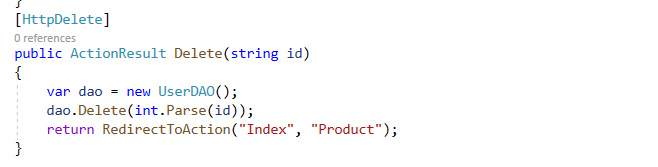 }
[HttpDelete]
0 references
public ActionResult Delete(string id)
{
var dao = new UserDAO();
dao.Delete(int.Parse(id));
return RedirectToAction("Index", "Product");
}